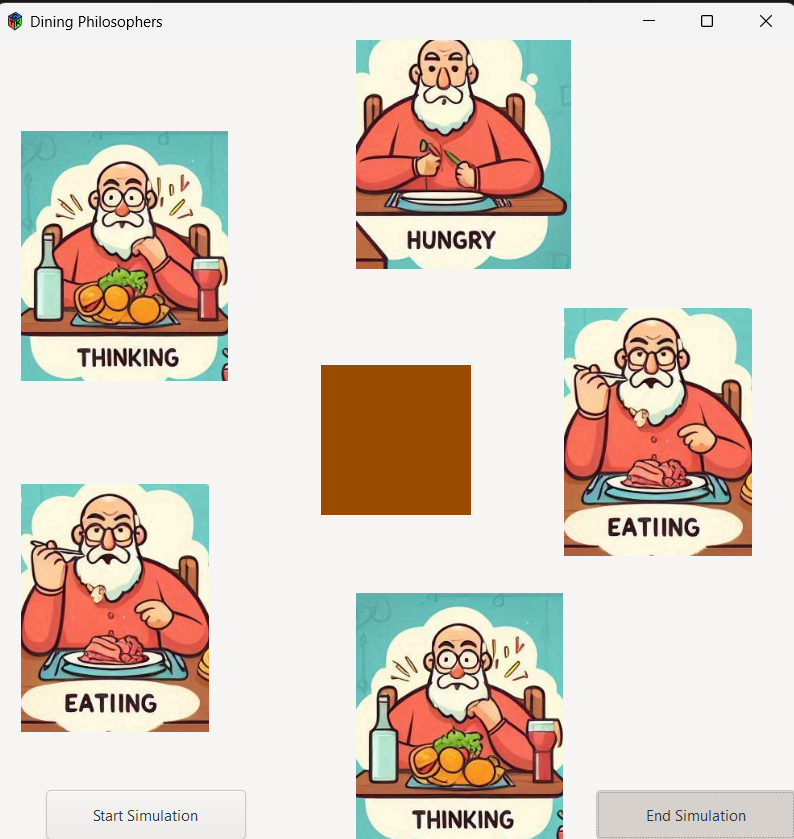 Dining Philosophers
HUNGRY
THINKING
EATIING
EATIING
THINKING
Start Simulation
End Simulation